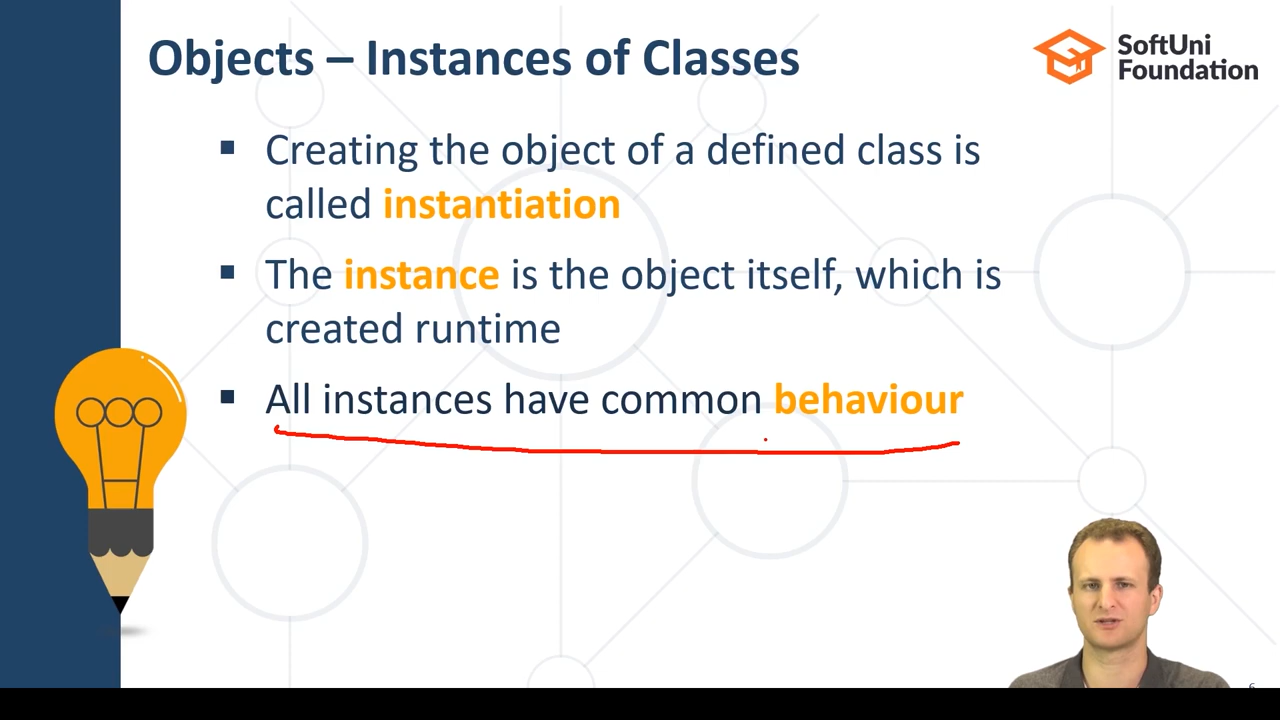 Objects – Instances of Classes
SoftUni
Foundation
▪ Creating the object of a defined class is
called instantiation
▪ The instance is the object itself, which is
created runtime
▪ All instances have common behaviour